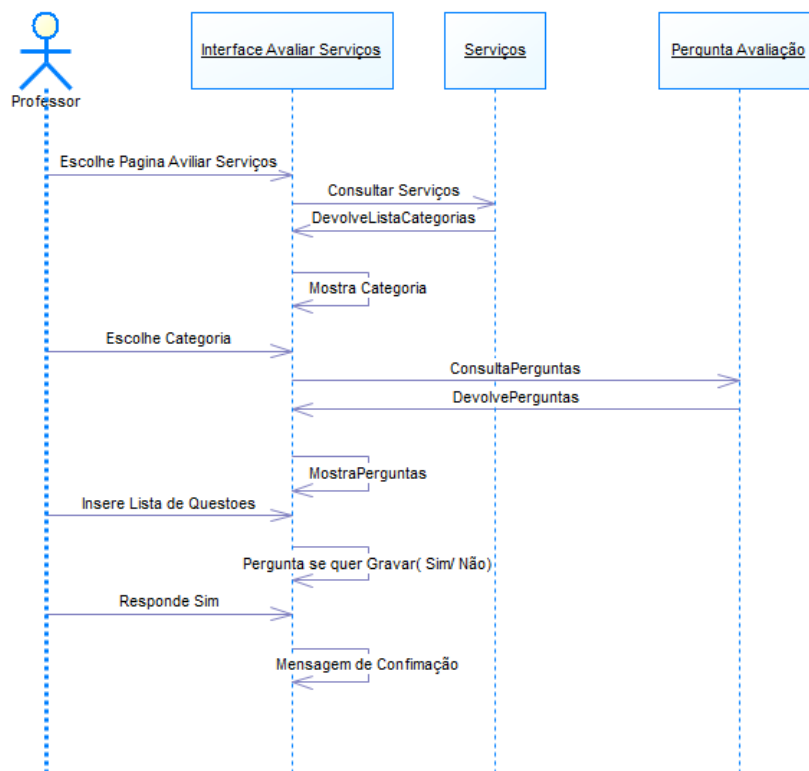 Interface Avaliar Serviços
Serviços
Pergunta Avaliação
Professor
Escolhe Pagina Aviliar Serviços
Consultar Serviços
DevolveListaCategorias
Mostra Categoria
Escolhe Categoria
ConsultaPerguntas
DevolvePerguntas
MostraPerguntas
Insere Lista de Questoes
Pergunta se quer Gravar( Sim/ Não)
Responde Sim
Mensagem de Confimação